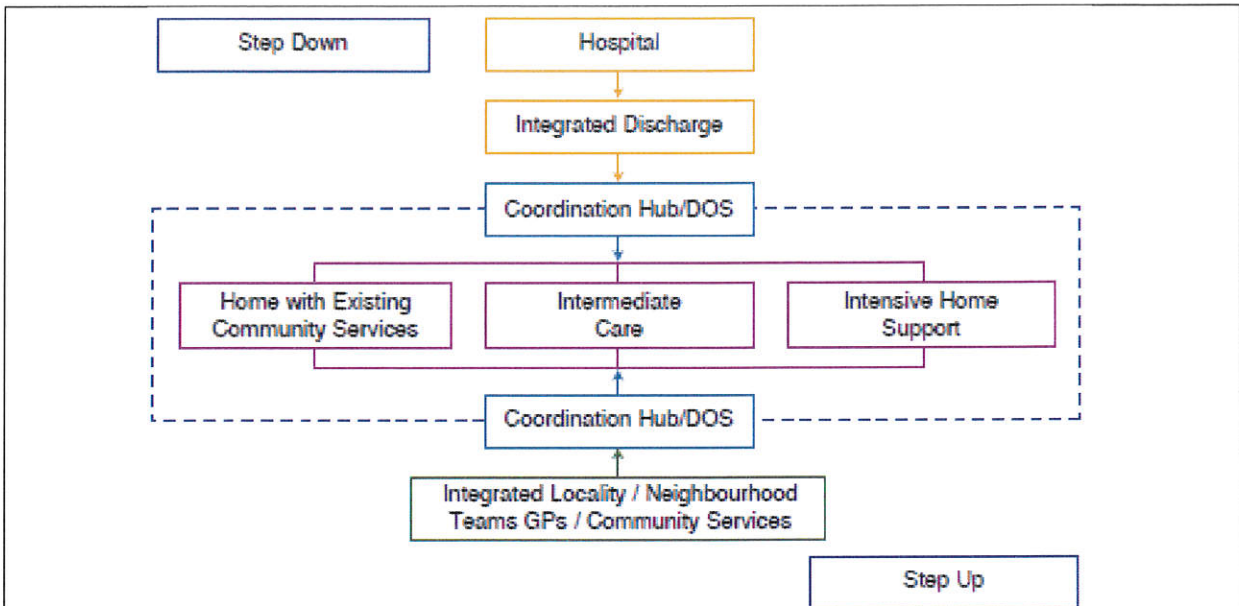 Step Down
Hospital
Integrated Discharge
Coordination Hub/DOS
Home with Existing
Community Services
Intermediate
Care
Intensive Home
Support
Coordination Hub/DOS
Integrated Locality / Neighbourhood
Teams GPs / Community Services
Step Up